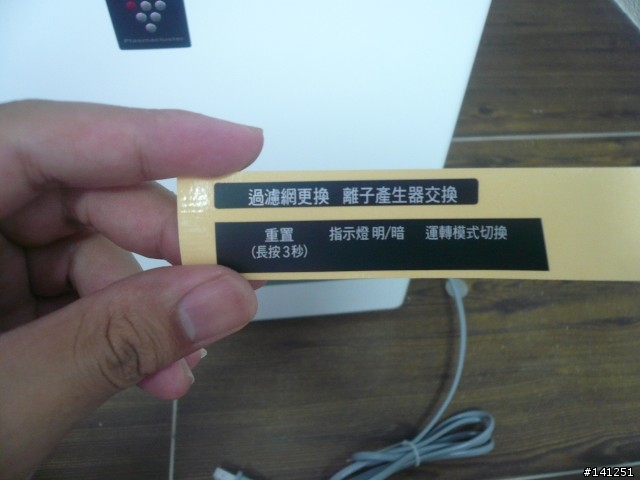 Plasmacluster
過濾網更換 離子產生器交換
重置 指示燈 明/暗 運轉模式切換
(長按3秒)
#141251